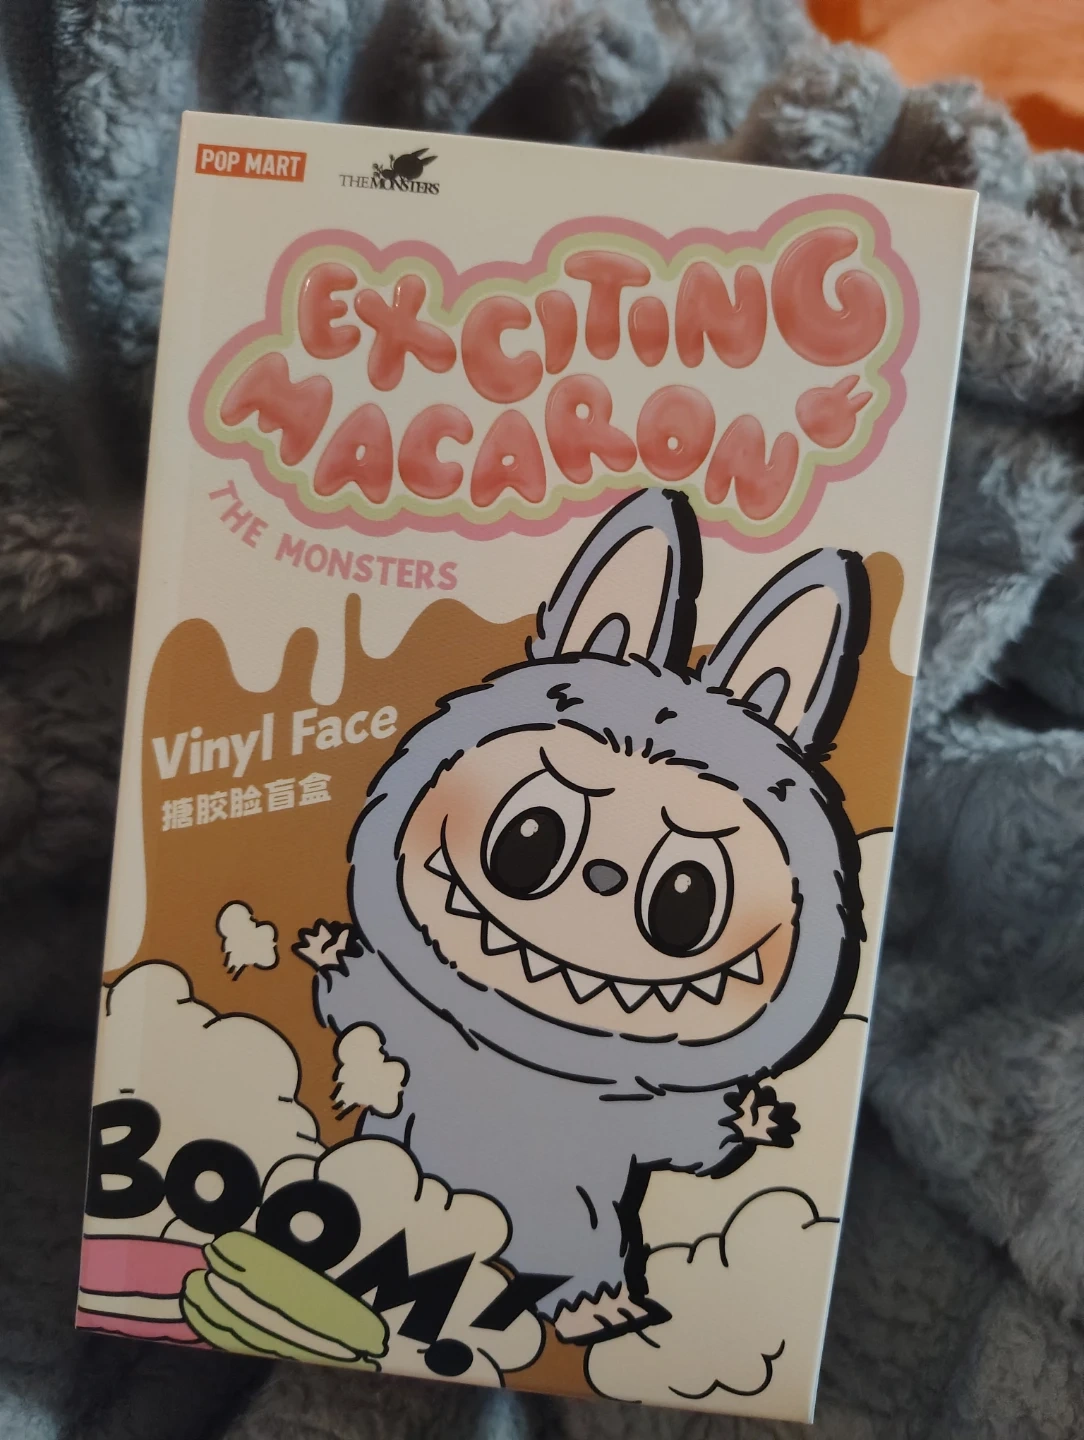 POP MART
THE MONSTERS
EXCITING
MACARON
THE MONSTERS
Vinyl Face
搪胶脸盲盒
BOOM!